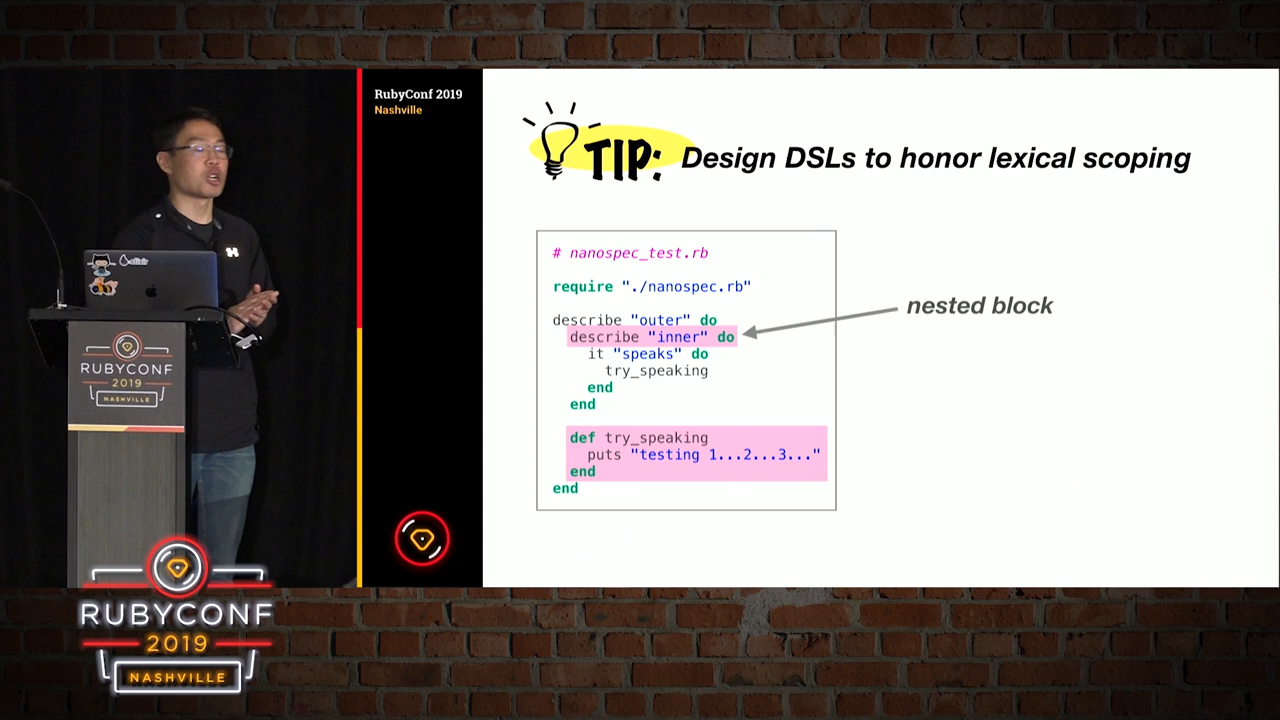 RubyConf 2019
Nashville
TIP: Design DSLs to honor lexical scoping
# nanospec_test.rb
require "./nanospec.rb"
describe "outer" do
describe "inner" do
it "speaks" do
try_speaking
end
end
def try_speaking
puts "testing 1...2...3..."
end
end
nested block
elixir
RUBYCONF
2019
NASHVILLE
RUBYCONF
2019
NASHVILLE